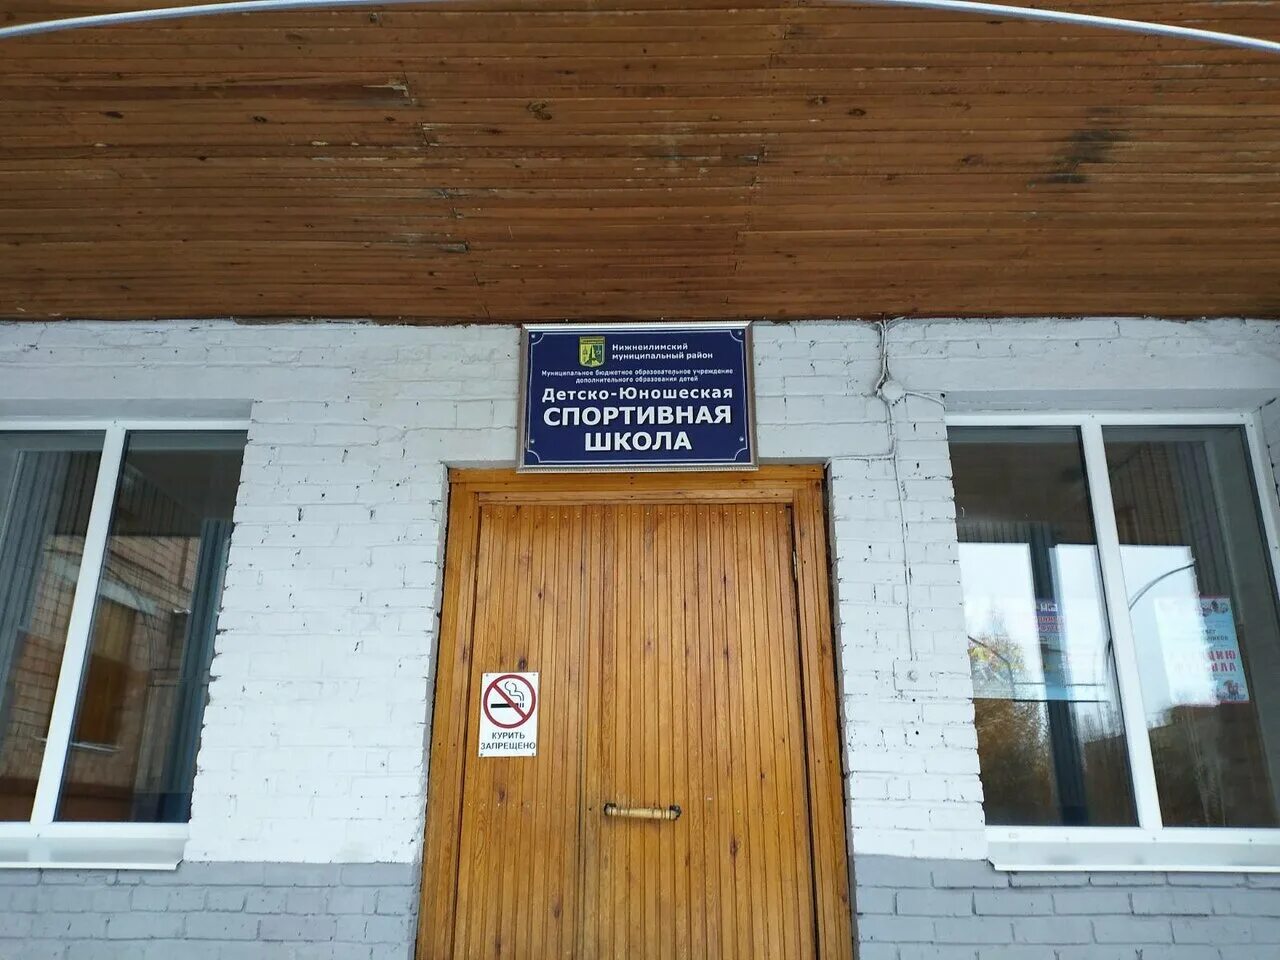 Нижнеилимский
муниципальный район
Муниципальное бюджетное образовательное учреждение
дополнительного образования детей
Детско-Юношеская
СПОРТИВНАЯ
ШКОЛА
КУРИТЬ
ЗАПРЕЩЕНО